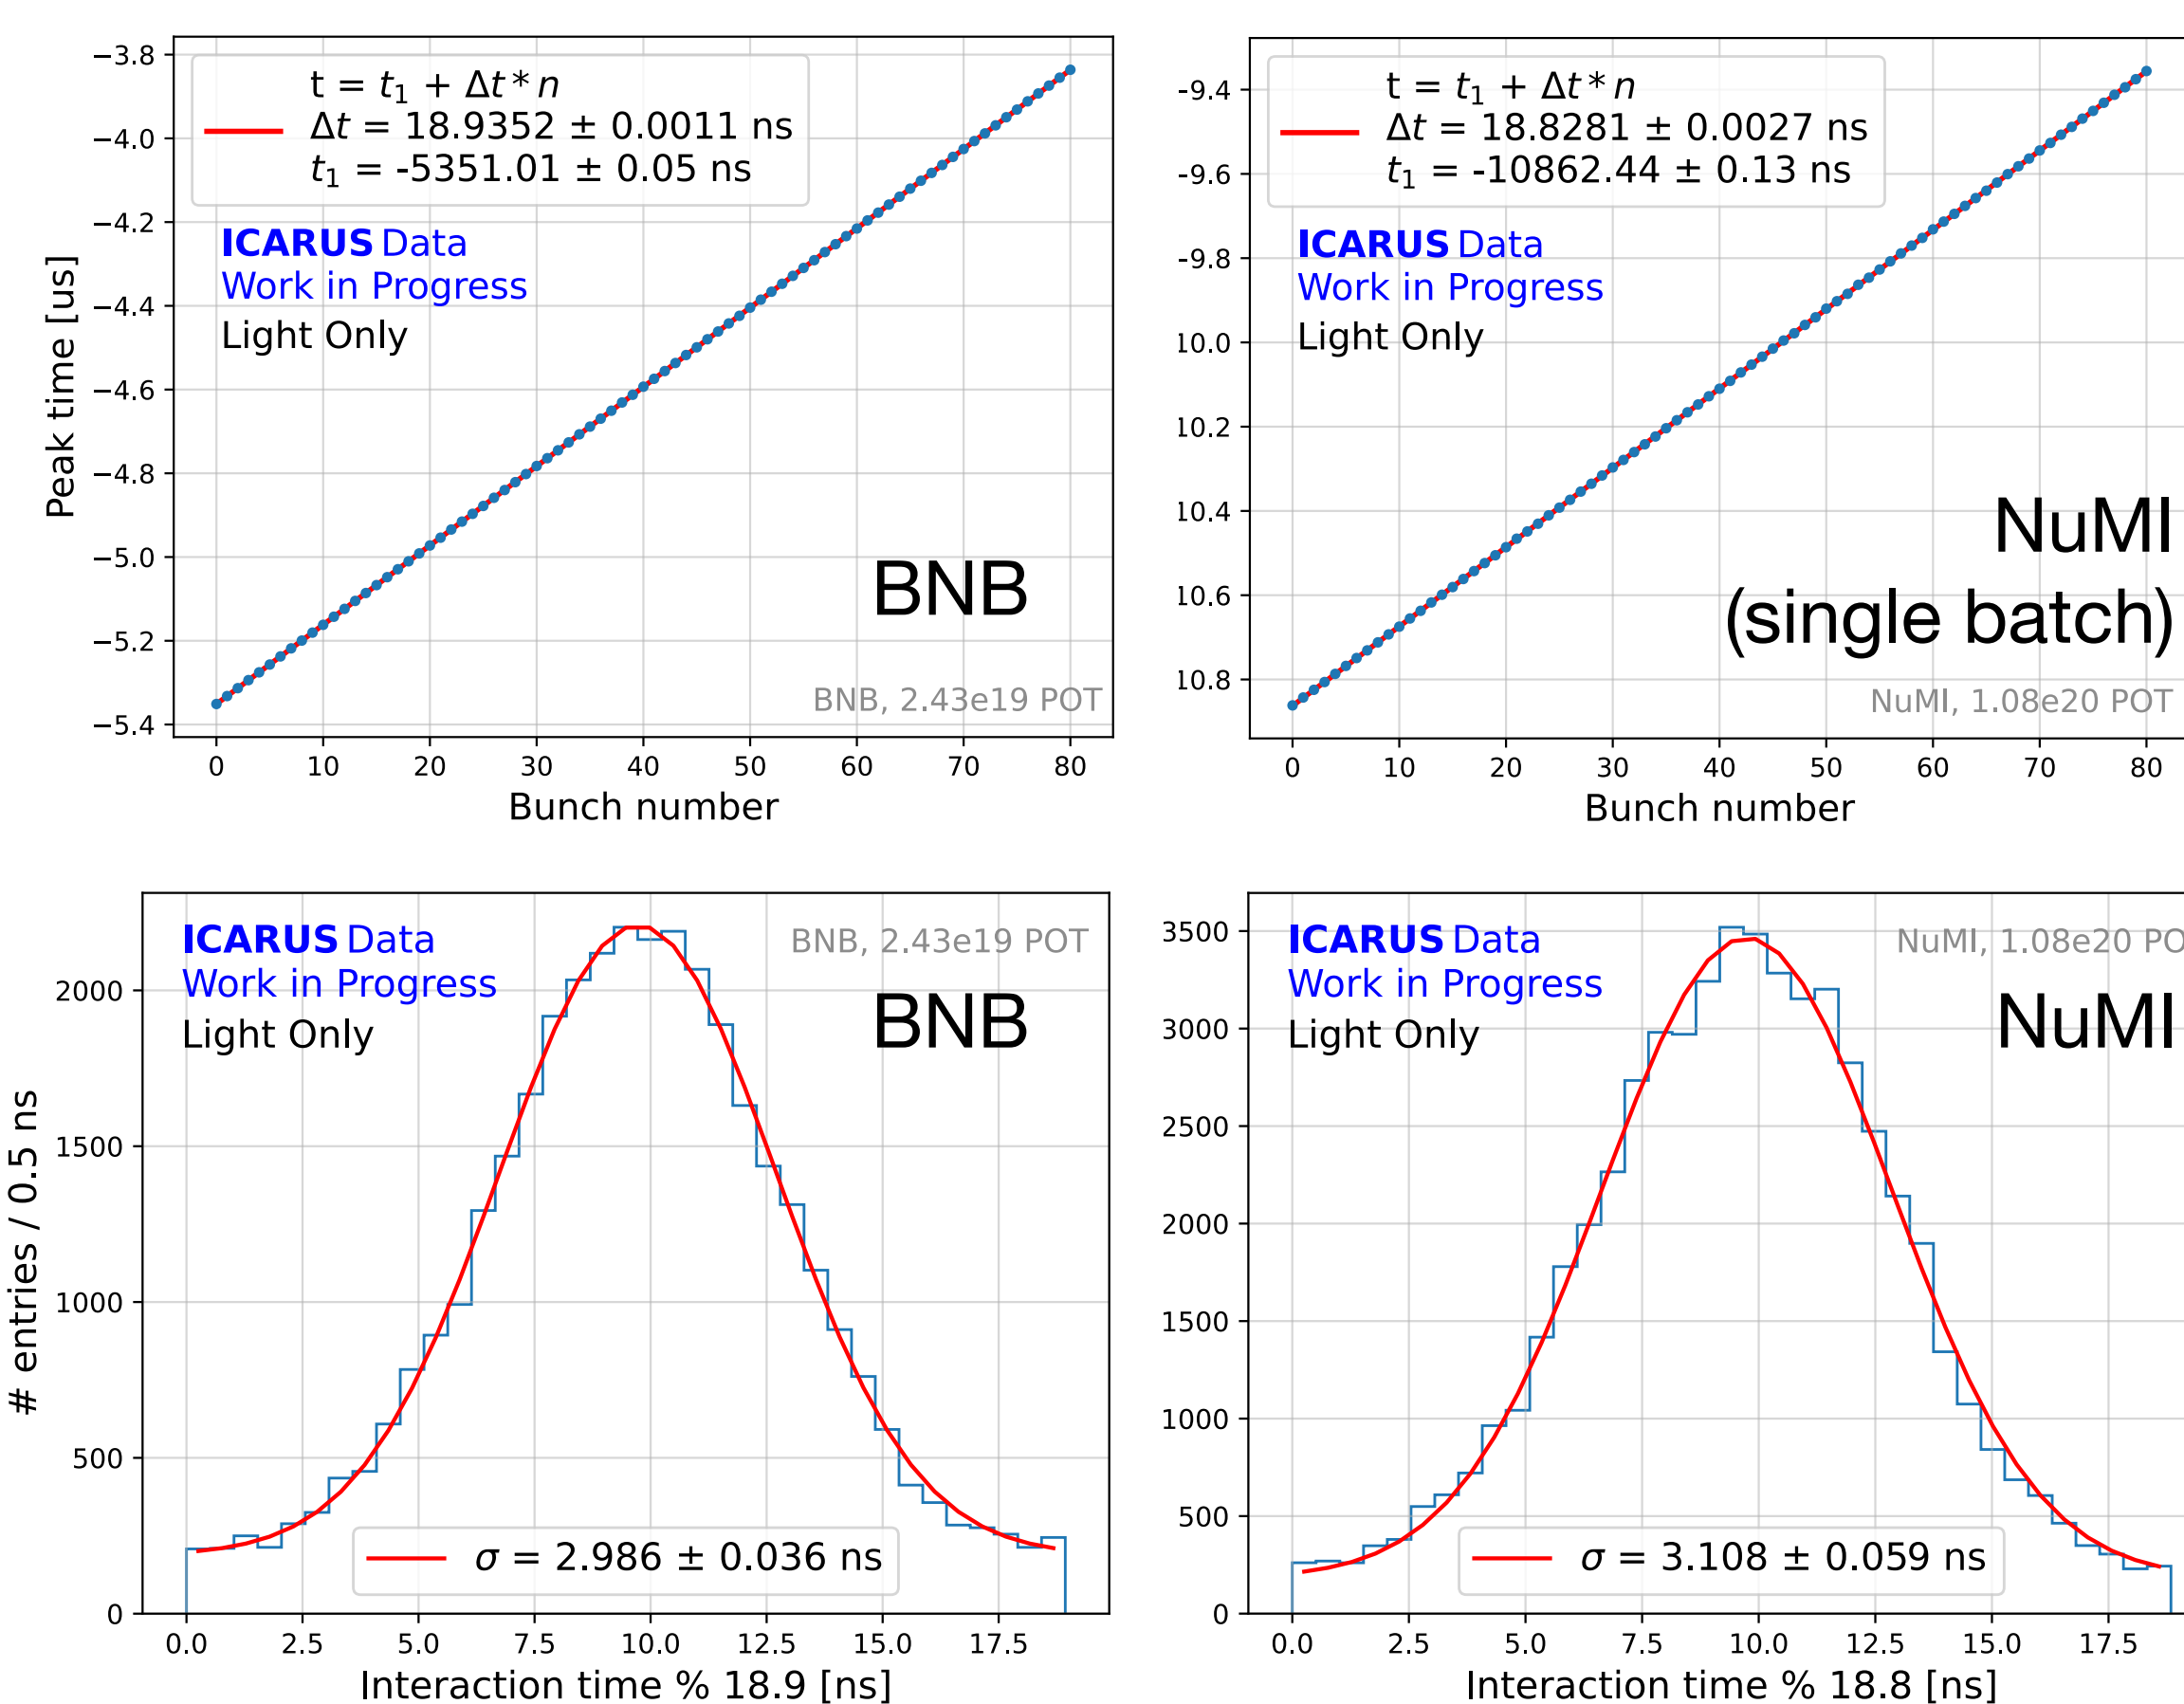 t = t₁ + Δt * n
Δt = 18.9352 ± 0.0011 ns
t₁ = -5351.01 ± 0.05 ns
ICARUS Data
Work in Progress
Light Only
BNB
BNB, 2.43e19 POT
−3.8
−4.0
−4.2
−4.4
−4.6
−4.8
−5.0
−5.2
−5.4
Peak time [us]
0 10 20 30 40 50 60 70 80
Bunch number
t = t₁ + Δt * n
Δt = 18.8281 ± 0.0027 ns
t₁ = -10862.44 ± 0.13 ns
ICARUS Data
Work in Progress
Light Only
NuMI
(single batch)
NuMI, 1.08e20 POT
-9.4
-9.6
-9.8
10.0
10.2
10.4
10.6
10.8
0 10 20 30 40 50 60 70 80
Bunch number
ICARUS Data
Work in Progress
Light Only
BNB, 2.43e19 POT
BNB
2000
1500
1000
500
0
# entries / 0.5 ns
σ = 2.986 ± 0.036 ns
0.0 2.5 5.0 7.5 10.0 12.5 15.0 17.5
Interaction time % 18.9 [ns]
ICARUS Data
Work in Progress
Light Only
NuMI, 1.08e20 PO
NuMI
3500
3000
2500
2000
1500
1000
500
0
σ = 3.108 ± 0.059 ns
0.0 2.5 5.0 7.5 10.0 12.5 15.0 17.5
Interaction time % 18.8 [ns]